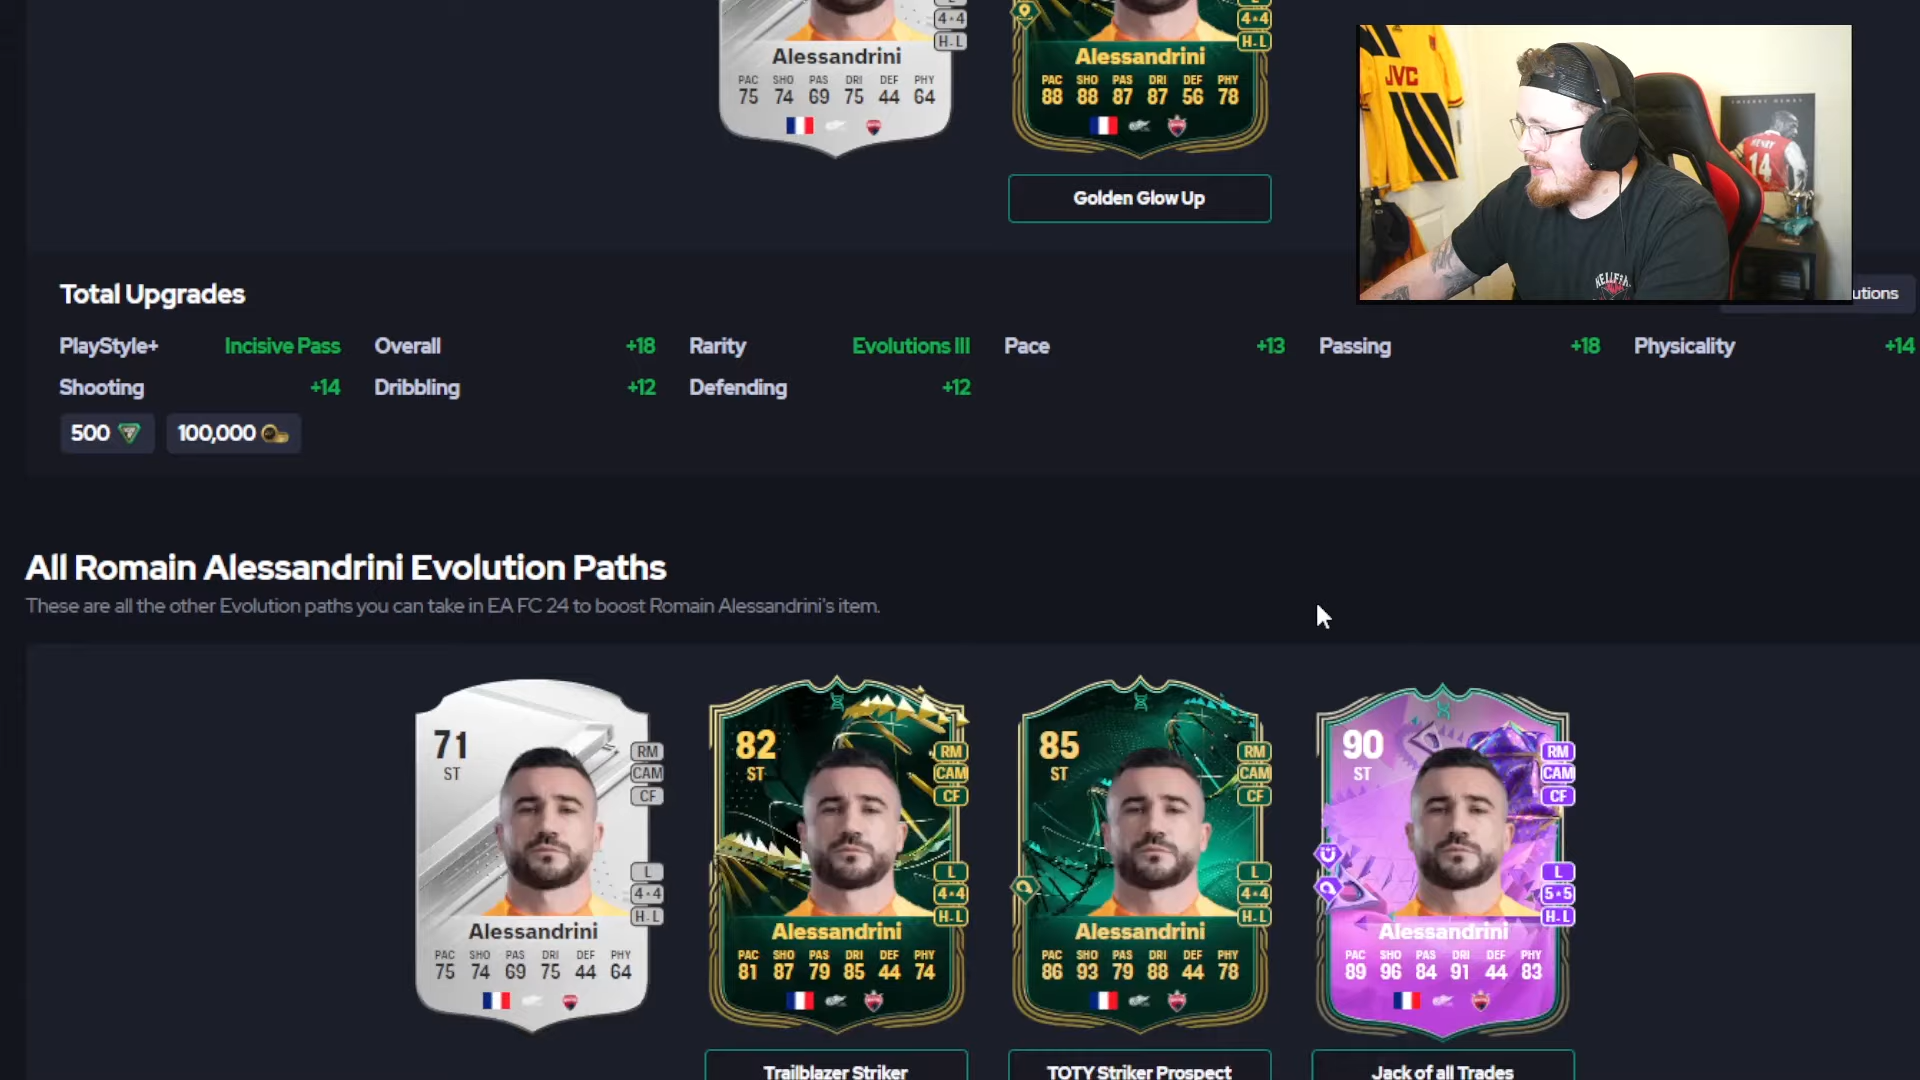 4★4
4★4
H-L
H-L
Alessandrini
Alessandrini
PAC SHO PAS DRI DEF PHY
75 74 69 75 44 64
PAC SHO PAS DRI DEF PHY
88 88 87 87 56 78
Golden Glow Up
JVC
THIERRY HENRY
HENRY
14
Total Upgrades
utions
PlayStyle+ Incisive Pass Overall +18 Rarity Evolutions III Pace +13 Passing +18 Physicality +14
Shooting +14 Dribbling +12 Defending +12
500 100,000
All Romain Alessandrini Evolution Paths
These are all the other Evolution paths you can take in EA FC 24 to boost Romain Alessandrini's item.
71
ST
RM
CAM
CF
L
4★4
H-L
Alessandrini
PAC SHO PAS DRI DEF PHY
75 74 69 75 44 64
82
ST
RM
CAM
CF
L
4★4
H-L
Alessandrini
PAC SHO PAS DRI DEF PHY
81 87 79 85 44 74
Trailblazer Striker
85
ST
RM
CAM
CF
L
4★4
H-L
Alessandrini
PAC SHO PAS DRI DEF PHY
86 93 79 88 44 78
TOTY Striker Prospect
90
ST
RM
CAM
CF
L
5★5
H-L
Alessandrini
PAC SHO PAS DRI DEF PHY
89 96 84 91 44 83
Jack of all Trades